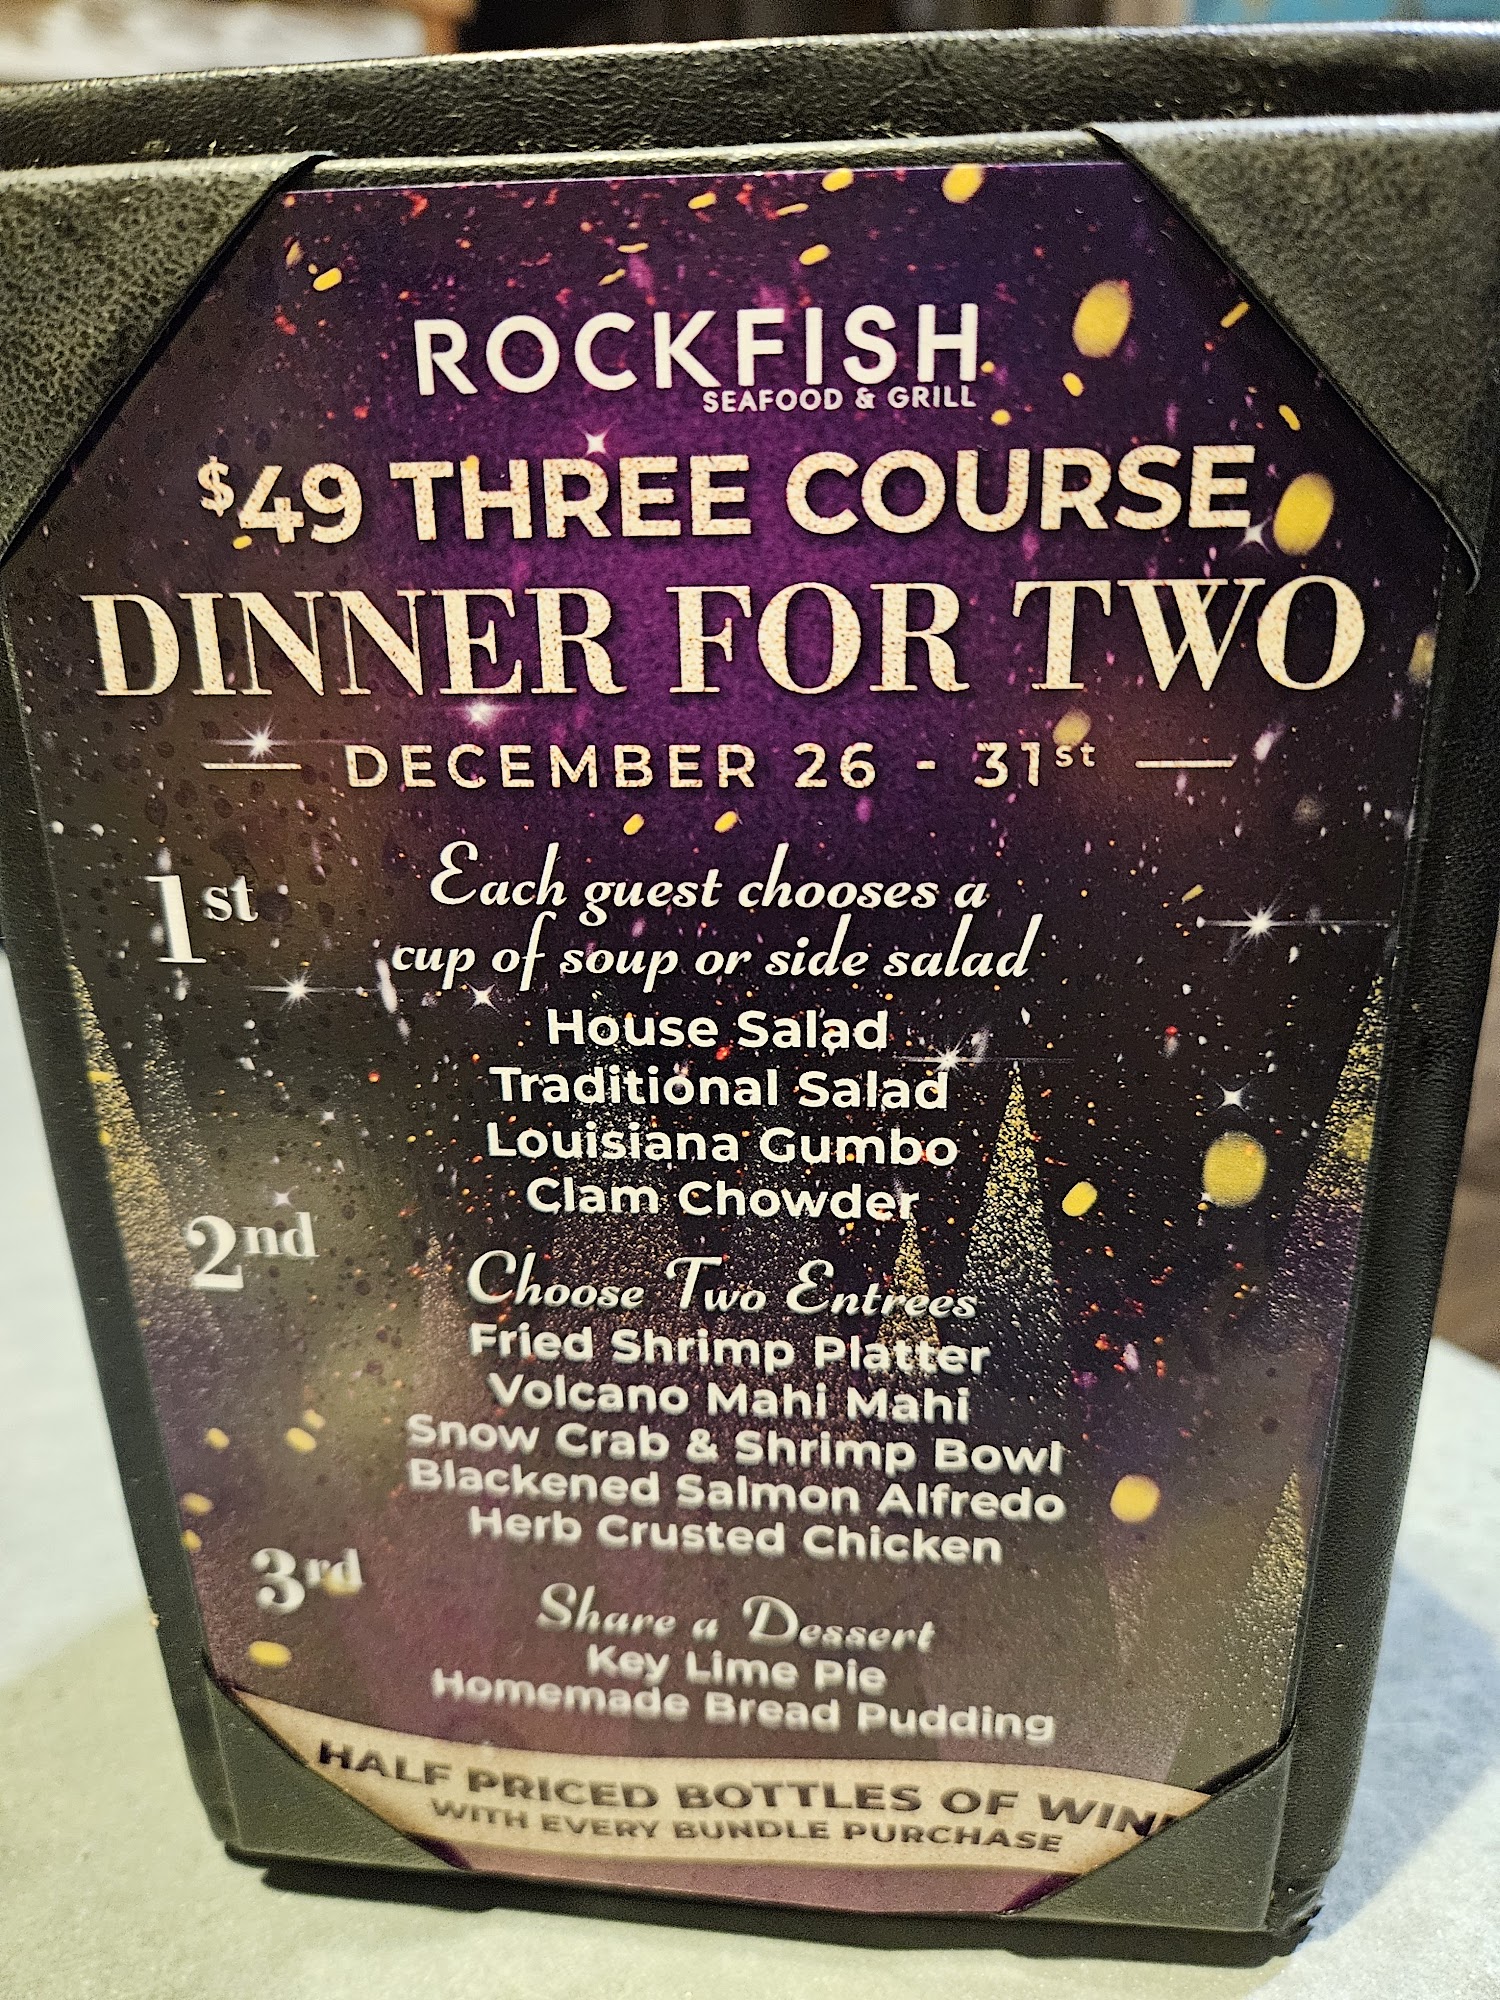 ROCKFISH
SEAFOOD & GRILL
$49 THREE COURSE
DINNER FOR TWO
DECEMBER 26 - 31st
1st
Each guest chooses a
cup of soup or side salad
House Salad
Traditional Salad
Louisiana Gumbo
Clam Chowder
2nd
Choose Two Entrees
Fried Shrimp Platter
Volcano Mahi Mahi
Snow Crab & Shrimp Bowl
Blackened Salmon Alfredo
Herb Crusted Chicken
3rd
Share a Dessert
Key Lime Pie
Homemade Bread Pudding
HALF PRICED BOTTLES OF WINE
WITH EVERY BUNDLE PURCHASE